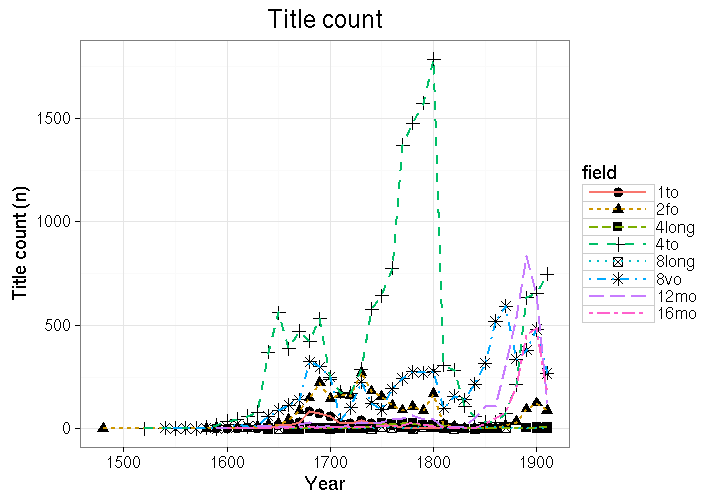 Title count
Title count (n)
1500
1000
500
0
1500
1600
1700
1800
1900
Year
field
1to
2fo
4long
4to
8long
8vo
12mo
16mo